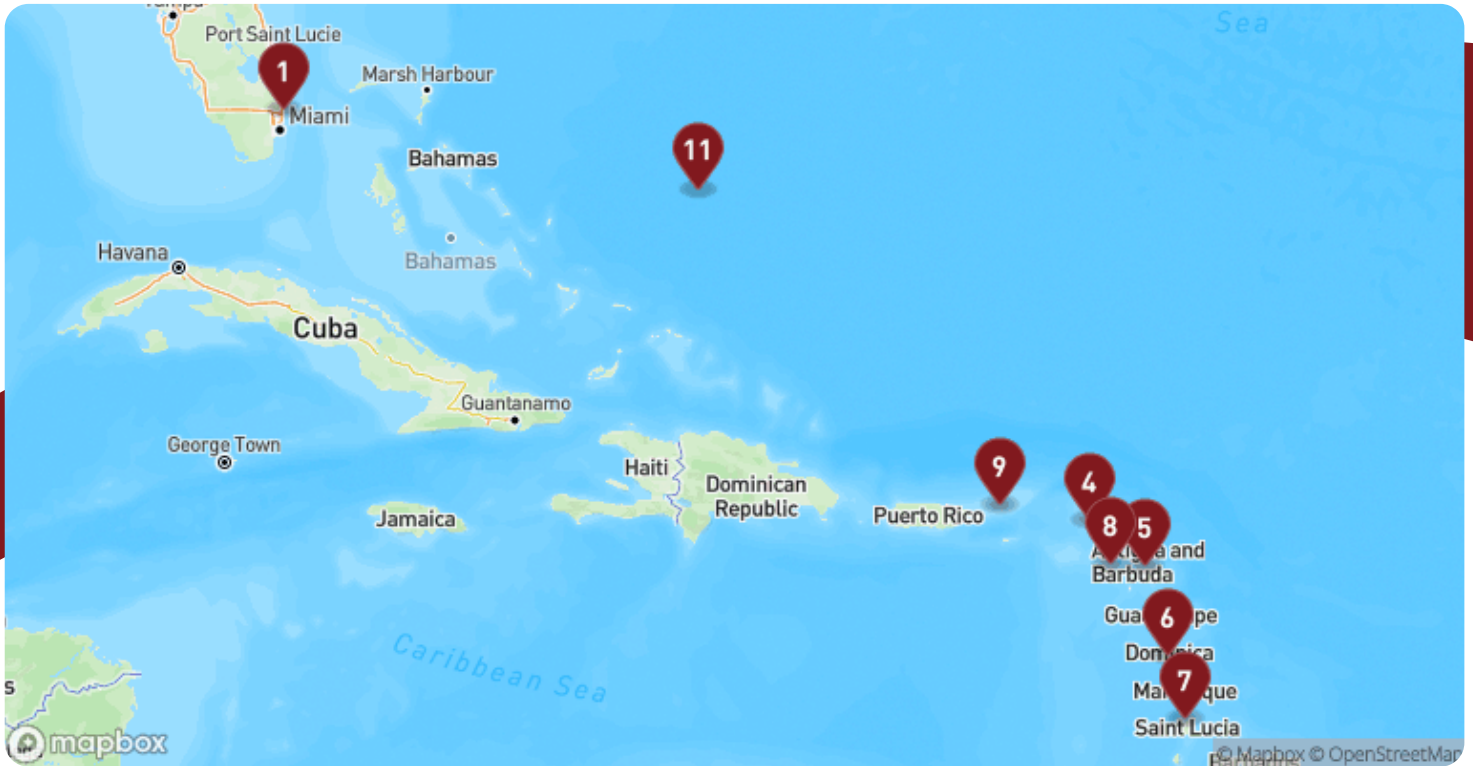 Sea
Port Saint Lucie
1
Miami
Marsh Harbour
Bahamas
11
Havana
Bahamas
Cuba
Guantanamo
George Town
Jamaica
Haiti
Dominican
Republic
Puerto Rico
9
4
8
5
and
Barbuda
6
7
Saint Lucia
Caribbean Sea
mapbox
© Mapbox © OpenStreetMap